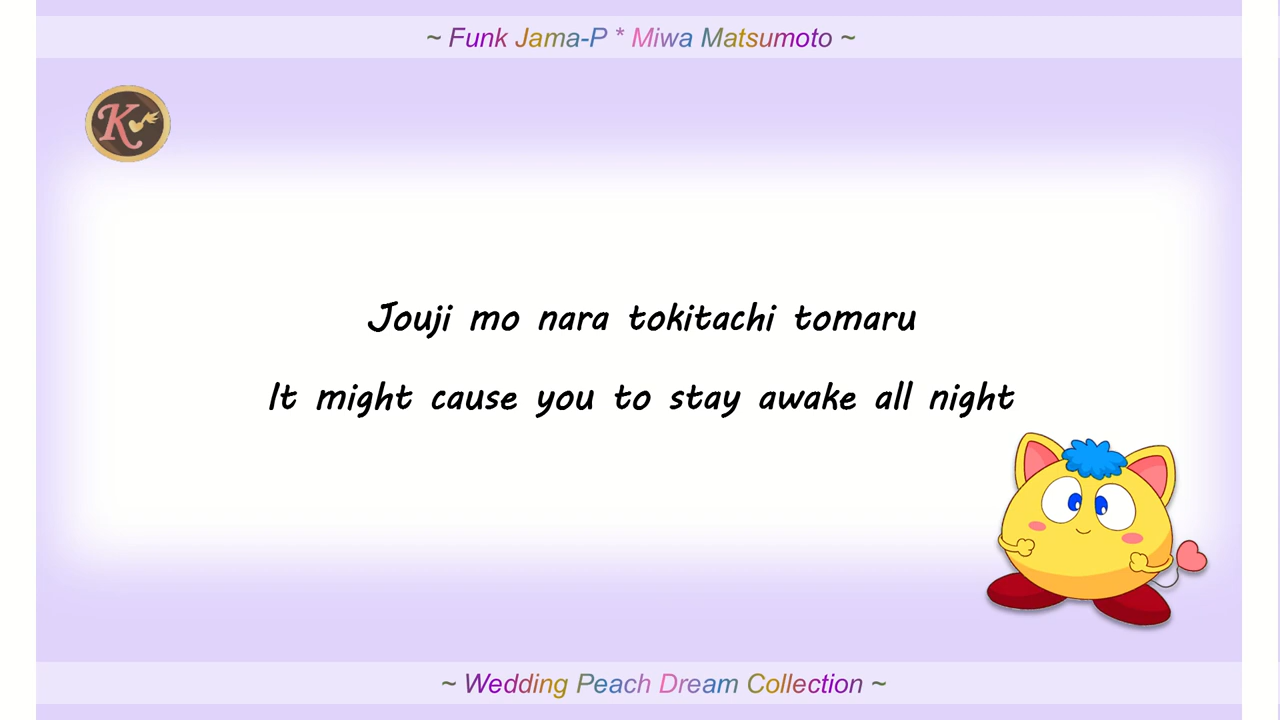 ~ Funk Jama-P * Miwa Matsumoto ~
K
Jouji mo nara tokitachi tomaru
It might cause you to stay awake all night
~ Wedding Peach Dream Collection ~